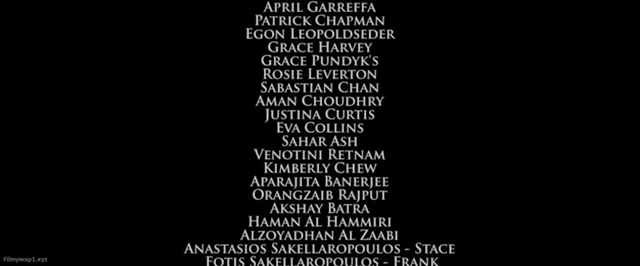 April Garreffa
Patrick Chapman
Egon Leopoldseder
Grace Harvey
Grace Pundyk's
Rosie Leverton
Sabastian Chan
Aman Choudhry
Justina Curtis
Eva Collins
Sahar Ash
Venotini Retnam
Kimberly Chew
Aparajita Banerjee
Orangzaib Rajput
Akshay Batra
Haman Al Hammiri
Alzoyadhan Al Zaabi
Anastasios Sakellaropoulos - Stace
Fotis Sakellaropoulos - Frank
Filmywap1.xyz